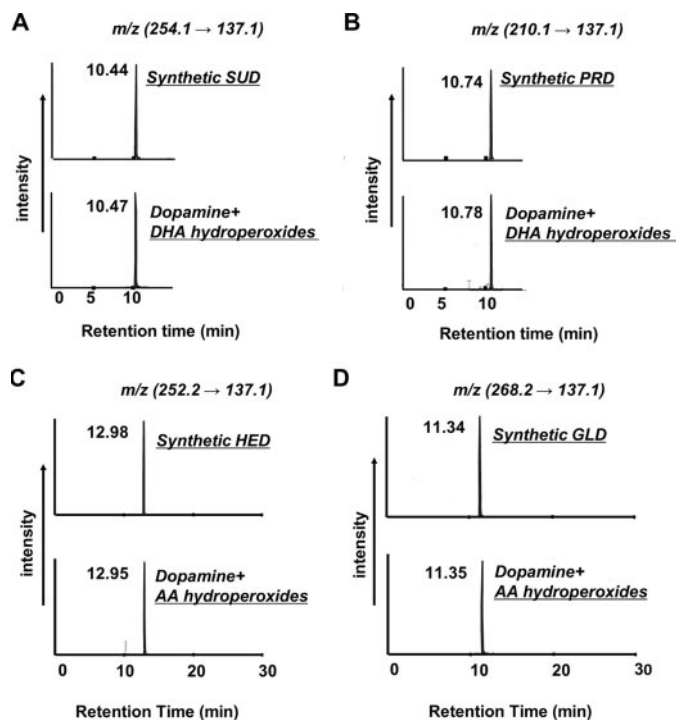 A
m/z (254.1 → 137.1)
10.44
Synthetic SUD
10.47
Dopamine+
DHA hydroperoxides
intensity
0 5 10
Retention time (min)
B
m/z (210.1 → 137.1)
10.74
Synthetic PRD
10.78
Dopamine+
DHA hydroperoxides
intensity
0 5 10
Retention time (min)
C
m/z (252.2 → 137.1)
12.98
Synthetic HED
12.95
Dopamine+
AA hydroperoxides
intensity
0 10 20 30
Retention Time (min)
D
m/z (268.2 → 137.1)
11.34
Synthetic GLD
11.35
Dopamine+
AA hydroperoxides
intensity
0 10 20 30
Retention Time (min)